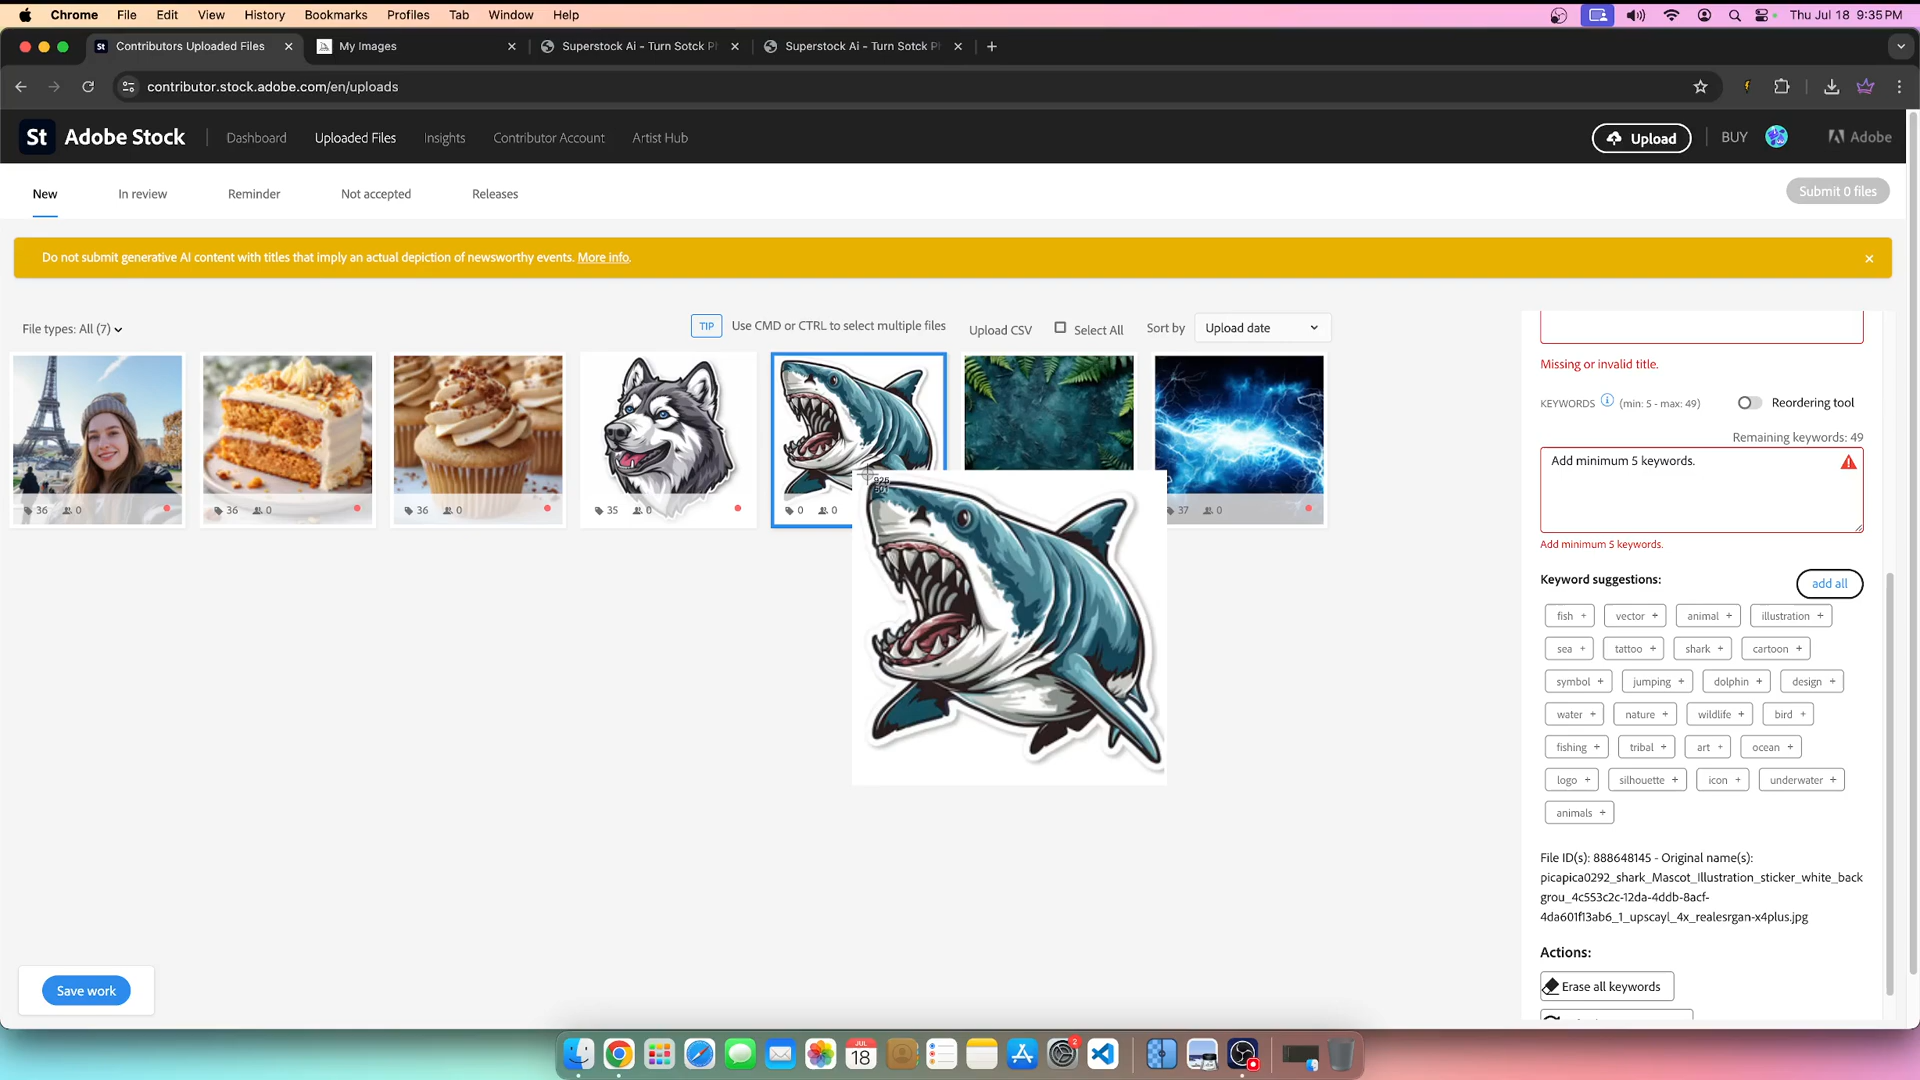 Chrome File Edit View History Bookmarks Profiles Tab Window Help Thu Jul 18 9:35 PM
St Contributors Uploaded Files My Images Superstock Ai - Turn Sotck P Superstock Ai - Turn Sotck P
contributor.stock.adobe.com/en/uploads
St Adobe Stock Dashboard Uploaded Files Insights Contributor Account Artist Hub Upload BUY Adobe
New In review Reminder Not accepted Releases Submit 0 files
Do not submit generative AI content with titles that imply an actual depiction of newsworthy events. More info.
File types: All (7) TIP Use CMD or CTRL to select multiple files Upload CSV Select All Sort by Upload date
36 0 36 0 36 0 35 0 0 0 37 0
Missing or invalid title.
KEYWORDS (min: 5 - max: 49) Reordering tool
Remaining keywords: 49
Add minimum 5 keywords.
Add minimum 5 keywords.
Keyword suggestions: add all
fish + vector + animal + illustration +
sea + tattoo + shark + cartoon +
symbol + jumping + dolphin + design +
water + nature + wildlife + bird +
fishing + tribal + art + ocean +
logo + silhouette + icon + underwater +
animals +
File ID(s): 888648145 - Original name(s):
picapica0292_shark_Mascot_Illustration_sticker_white_back
grou_4c553c2c-12da-4ddb-8acf-
4da601f13ab6_1_upscayl_4x_realesrgan-x4plus.jpg
Actions:
Erase all keywords
Save work
JUL
18
2